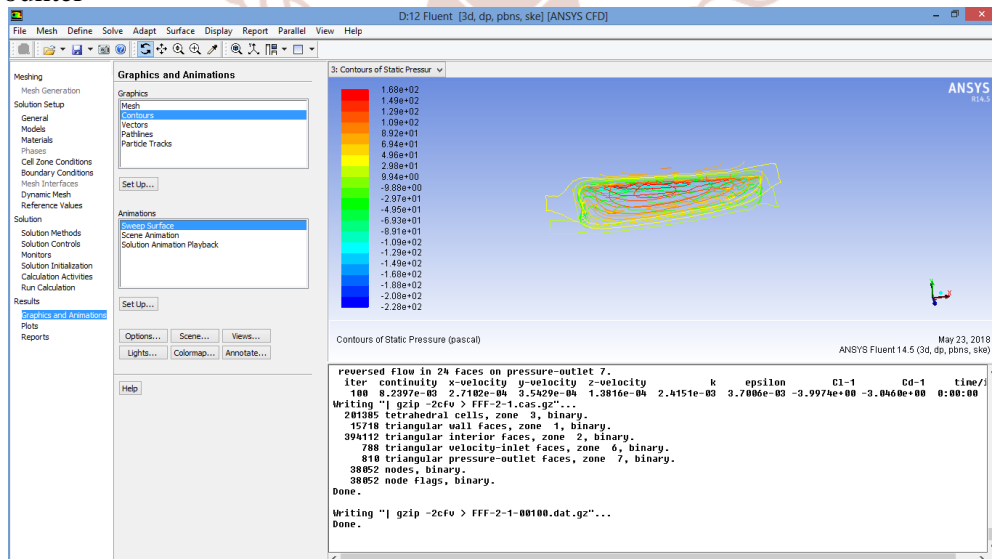 D:12 Fluent [3d, dp, pbns, ske] [ANSYS CFD]
File Mesh Define Solve Adapt Surface Display Report Parallel View Help
Meshing
Mesh Generation
Solution Setup
General
Models
Materials
Phases
Cell Zone Conditions
Boundary Conditions
Mesh Interfaces
Dynamic Mesh
Reference Values
Solution
Solution Methods
Solution Controls
Monitors
Solution Initialization
Calculation Activities
Run Calculation
Results
Graphics and Animations
Plots
Reports
Graphics and Animations
Graphics
Mesh
Contours
Vectors
Pathlines
Particle Tracks
Set Up...
Animations
Sweep Surface
Scene Animation
Solution Animation Playback
Set Up...
Options... Scene... Views...
Lights... Colormap... Annotate...
Help
3: Contours of Static Pressur
1.68e+02
1.49e+02
1.29e+02
1.09e+02
8.92e+01
6.94e+01
4.96e+01
2.98e+01
9.94e+00
-9.88e+00
-2.97e+01
-4.95e+01
-6.93e+01
-8.91e+01
-1.09e+02
-1.29e+02
-1.49e+02
-1.68e+02
-1.88e+02
-2.08e+02
-2.28e+02
ANSYS
R14.5
Contours of Static Pressure (pascal)
May 23, 2018
ANSYS Fluent 14.5 (3d, dp, pbns, ske)
reversed flow in 24 faces on pressure-outlet 7.
iter continuity x-velocity y-velocity z-velocity k epsilon Cl-1 Cd-1 time/i
100 8.2397e-03 2.7102e-04 3.5429e-04 1.3816e-04 2.4151e-03 3.7006e-03 -3.9974e+00 -3.0460e+00 0:00:00
Writing "| gzip -2cfv > FFF-2-1.cas.gz"...
201385 tetrahedral cells, zone 3, binary.
15718 triangular wall faces, zone 1, binary.
394112 triangular interior faces, zone 2, binary.
788 triangular velocity-inlet faces, zone 6, binary.
810 triangular pressure-outlet faces, zone 7, binary.
38052 nodes, binary.
38052 node flags, binary.
Done.
Writing "| gzip -2cfv > FFF-2-1-00100.dat.gz"...
Done.